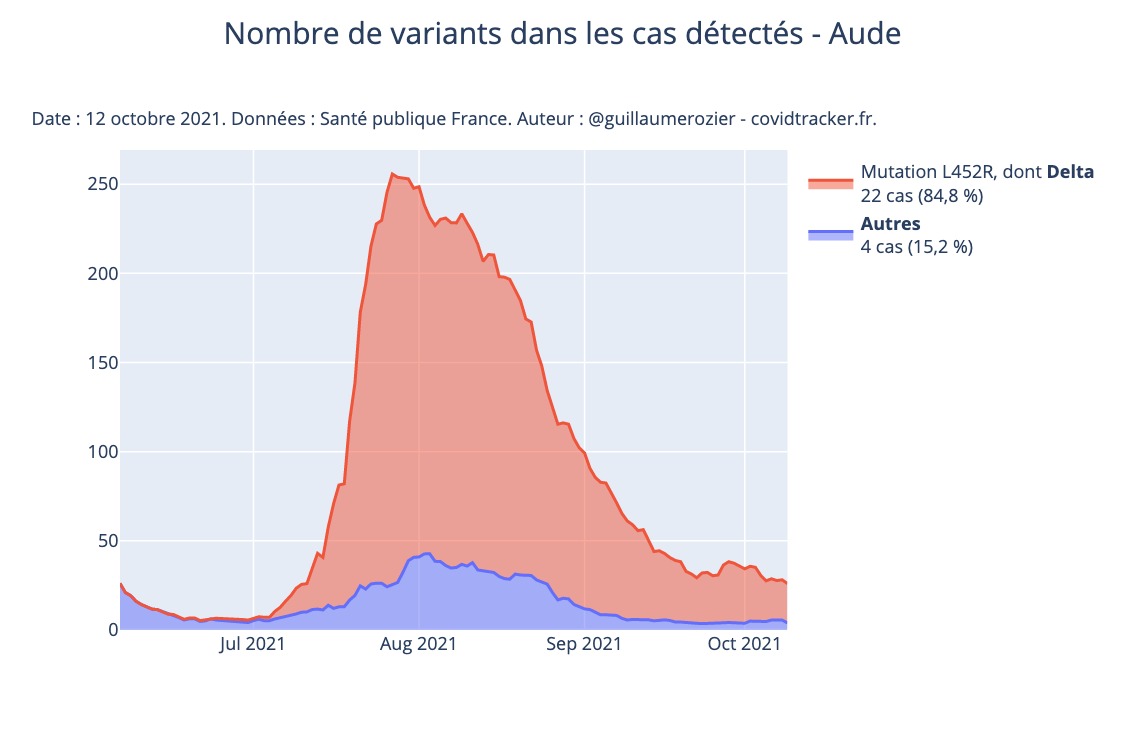 Nombre de variants dans les cas détectés - Aude
Date : 12 octobre 2021. Données : Santé publique France. Auteur : @guillaumerozier - covidtracker.fr.
Mutation L452R, dont Delta
22 cas (84,8 %)
Autres
4 cas (15,2 %)
250
200
150
100
50
0
Jul 2021
Aug 2021
Sep 2021
Oct 2021